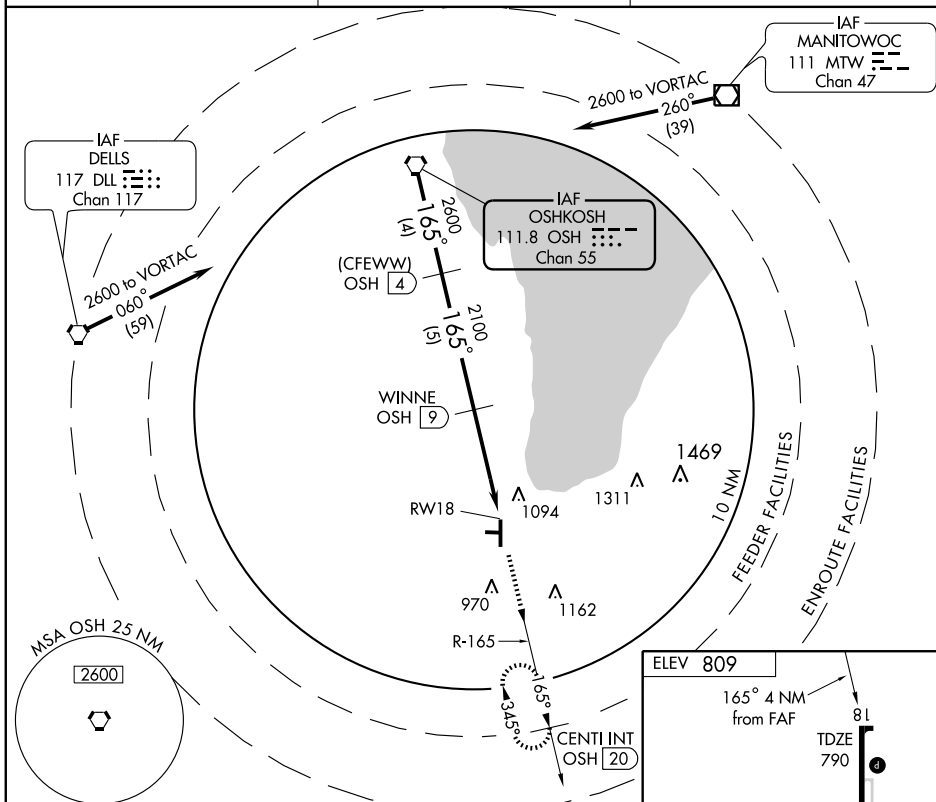 IAF
MANITOWOC
111 MTW
Chan 47
2600 to VORTAC
260°
(39)
IAF
DELLS
117 DLL
Chan 117
2600 to VORTAC
060°
(59)
IAF
OSHKOSH
111.8 OSH
Chan 55
2600
165°
(4)
(CFEWW)
OSH 4
2100
165°
(5)
WINNE
OSH 9
RW18
1094
1311
1469
10 NM
FEEDER FACILITIES
ENROUTE FACILITIES
970
1162
R-165
165°
345°
CENTI INT
OSH 20
MSA OSH 25 NM
2600
ELEV 809
165° 4 NM
from FAF
18
TDZE
790
P